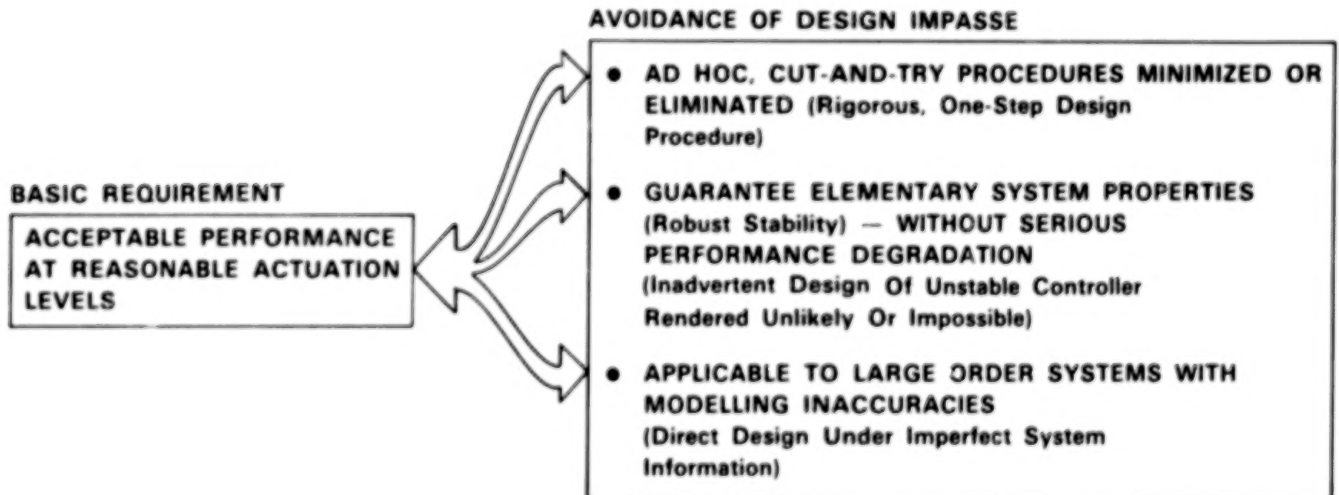 AVOIDANCE OF DESIGN IMPASSE
● AD HOC, CUT-AND-TRY PROCEDURES MINIMIZED OR
ELIMINATED (Rigorous, One-Step Design
Procedure)
BASIC REQUIREMENT
ACCEPTABLE PERFORMANCE
AT REASONABLE ACTUATION
LEVELS
● GUARANTEE ELEMENTARY SYSTEM PROPERTIES
(Robust Stability) — WITHOUT SERIOUS
PERFORMANCE DEGRADATION
(Inadvertent Design Of Unstable Controller
Rendered Unlikely Or Impossible)
● APPLICABLE TO LARGE ORDER SYSTEMS WITH
MODELLING INACCURACIES
(Direct Design Under Imperfect System
Information)